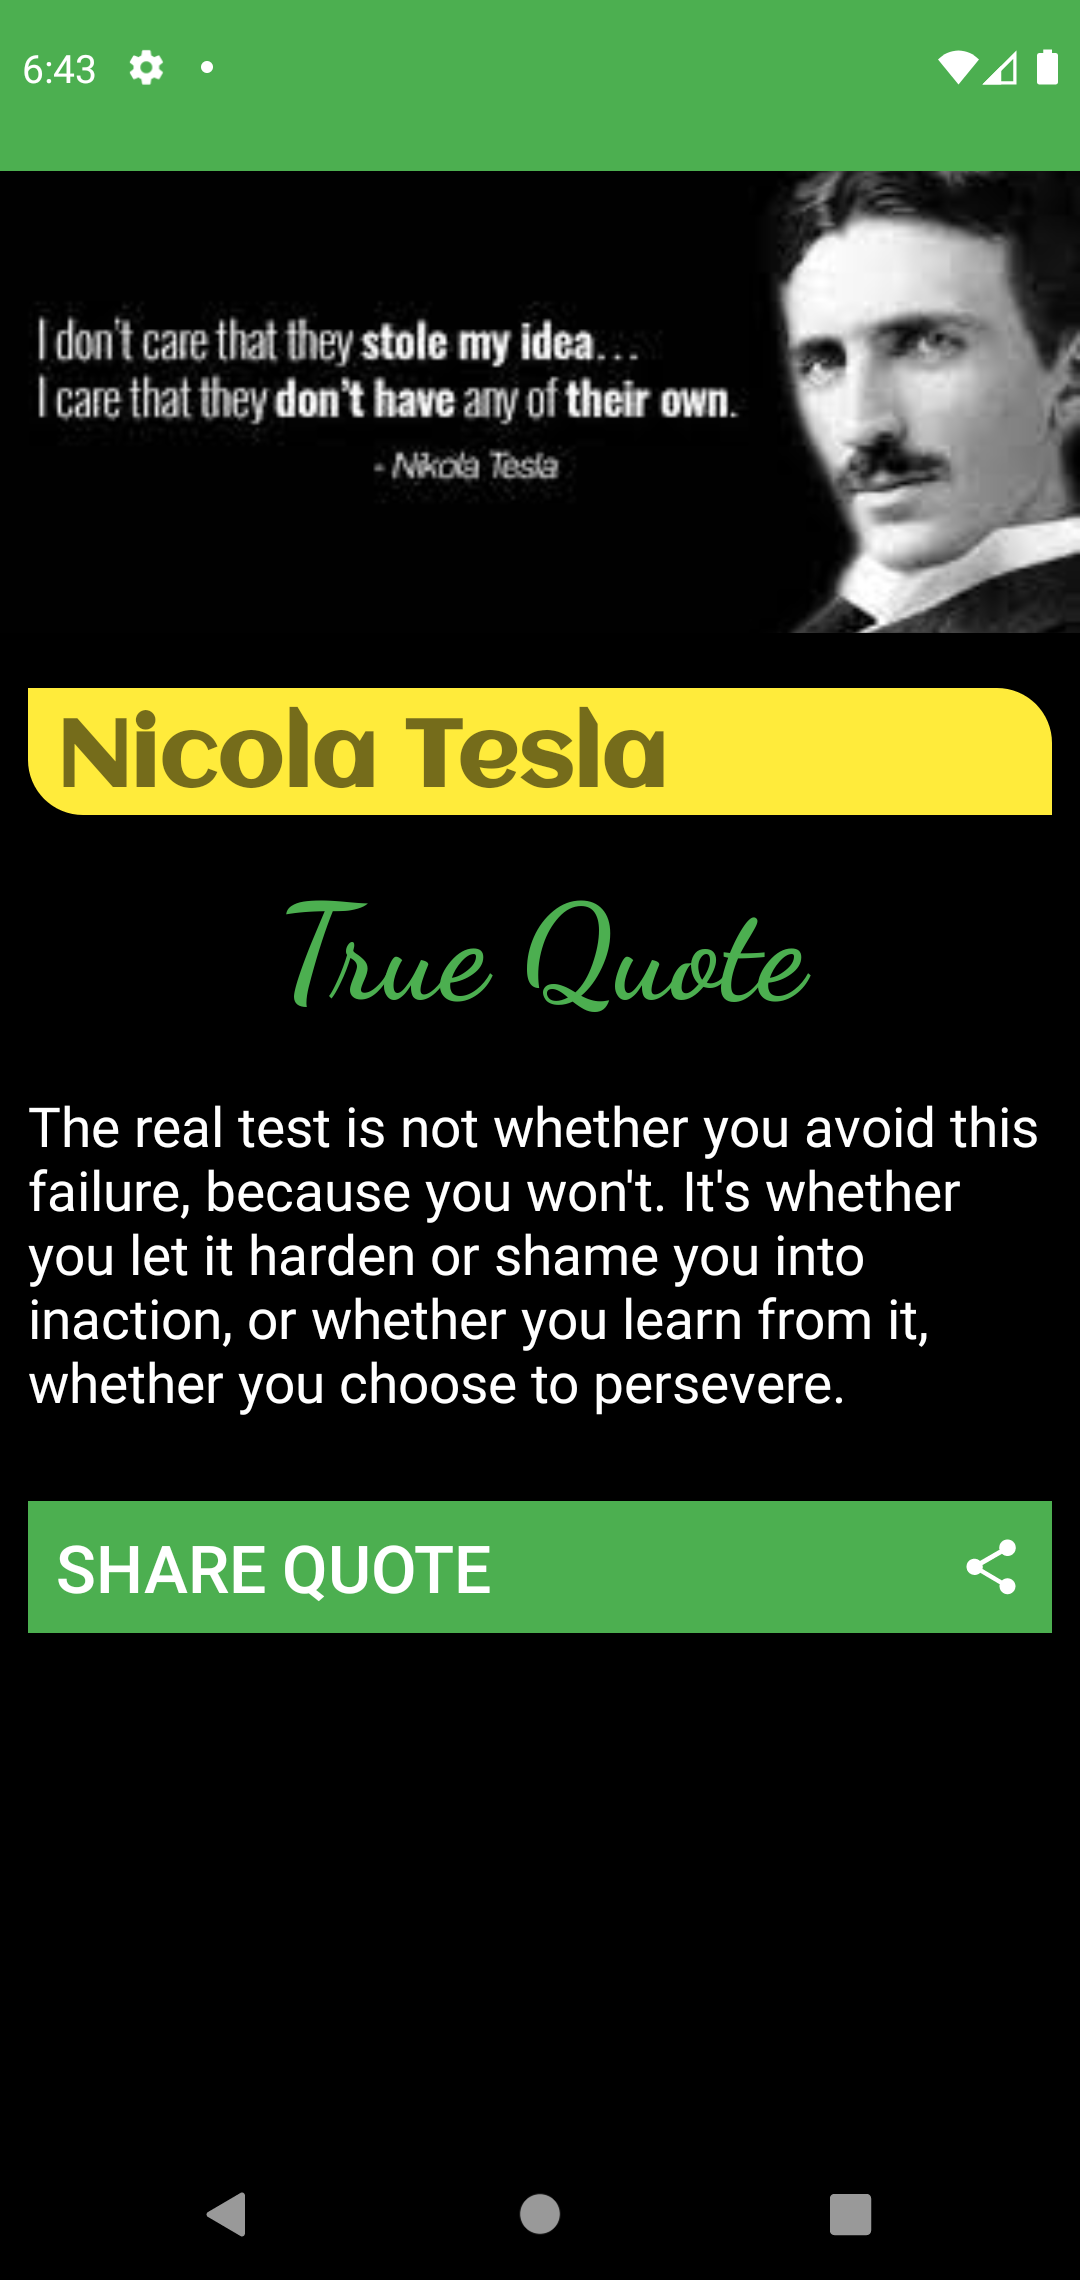 6:43
I don't care that they stole my idea...
I care that they don't have any of their own.
- Nikola Tesla
Nicola Tesla
True Quote
The real test is not whether you avoid this
failure, because you won't. It's whether
you let it harden or shame you into
inaction, or whether you learn from it,
whether you choose to persevere.
SHARE QUOTE